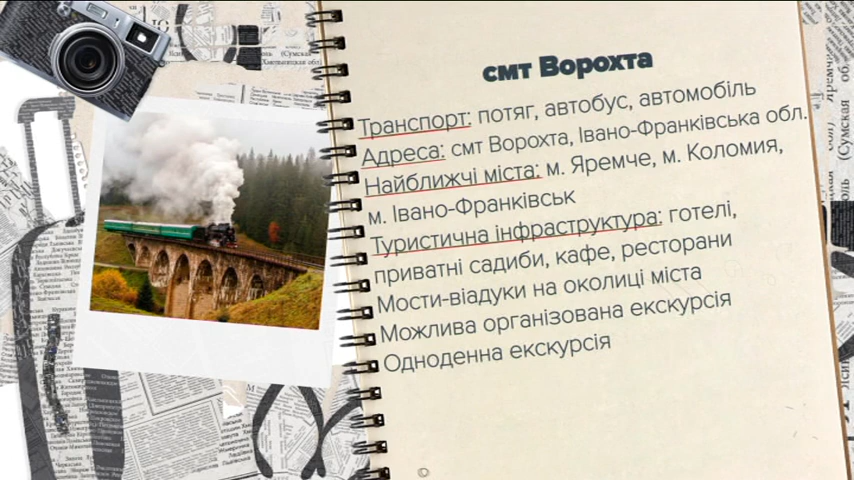 смт Ворохта
Транспорт: потяг, автобус, автомобіль
Адреса: смт Ворохта, Івано-Франківська обл.
Найближчі міста: м. Яремче, м. Коломия,
м. Івано-Франківськ
Туристична інфраструктура: готелі,
приватні садиби, кафе, ресторани
Мости-віадуки на околиці міста
Можлива організована екскурсія
Одноденна екскурсія